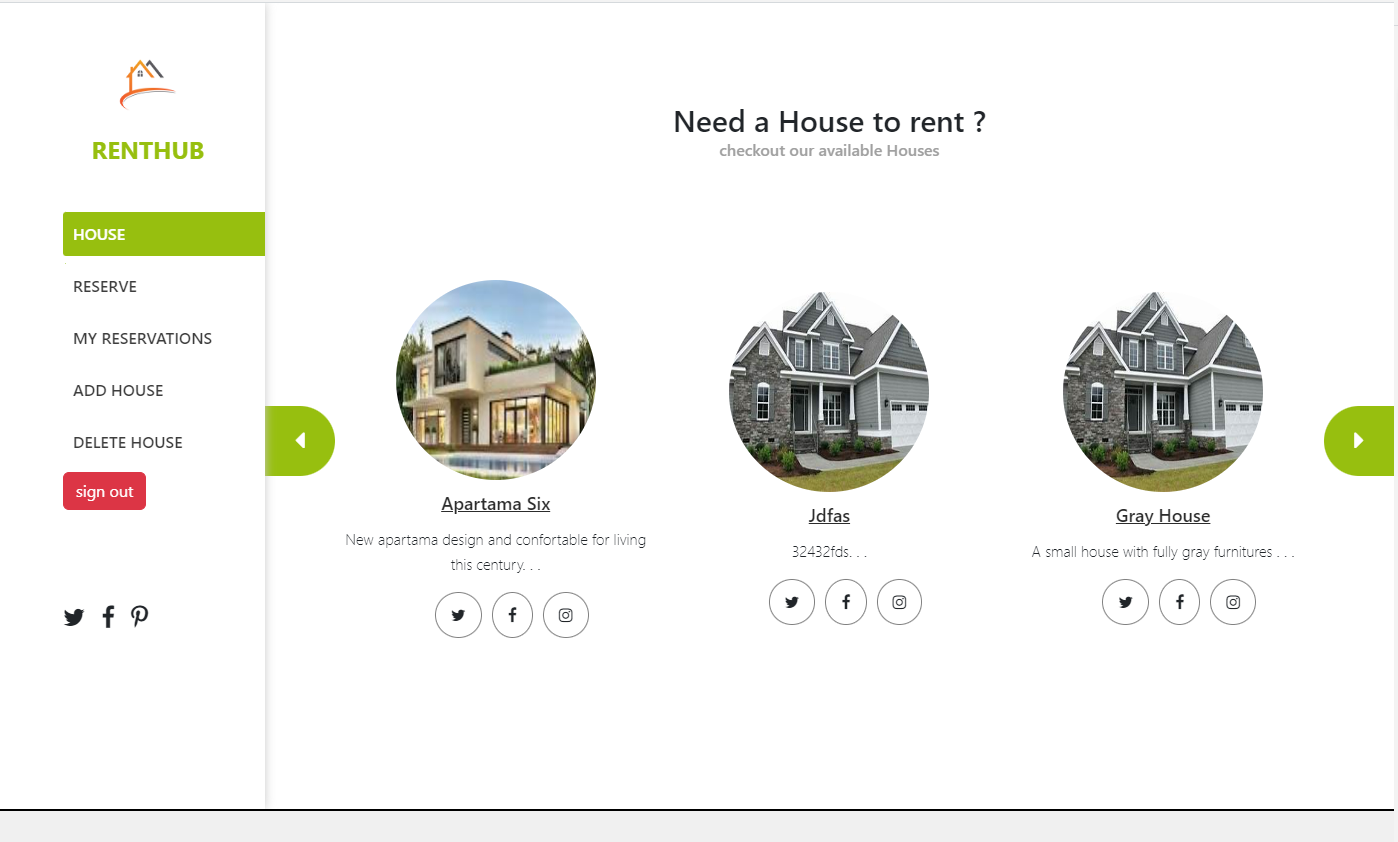 RENTHUB
HOUSE
RESERVE
MY RESERVATIONS
ADD HOUSE
DELETE HOUSE
sign out
Need a House to rent ?
checkout our available Houses
Apartama Six
New apartama design and confortable for living
this century. . .
Jdfas
32432fds. . .
Gray House
A small house with fully gray furnitures . . .